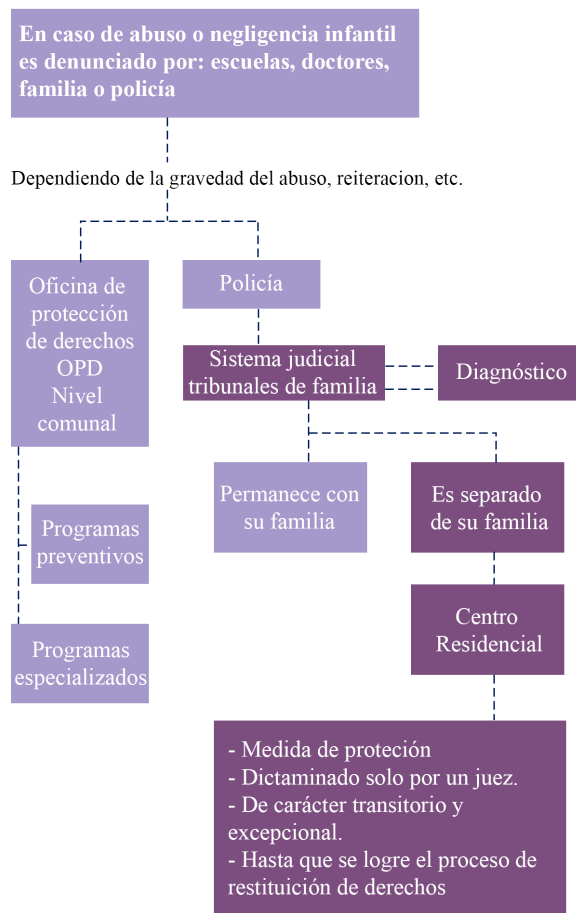 En caso de abuso o negligencia infantil
es denunciado por: escuelas, doctores,
familia o policía
Dependiendo de la gravedad del abuso, reiteracion, etc.
Oficina de
protección
de derechos
OPD
Nivel
comunal
Policía
Sistema judicial
tribunales de familia
Diagnóstico
Permanece con
su familia
Es separado
de su familia
Programas
preventivos
Centro
Residencial
Programas
especializados
- Medida de proteción
- Dictaminado solo por un juez.
- De carácter transitorio y
excepcional.
- Hasta que se logre el proceso de
restituición de derechos